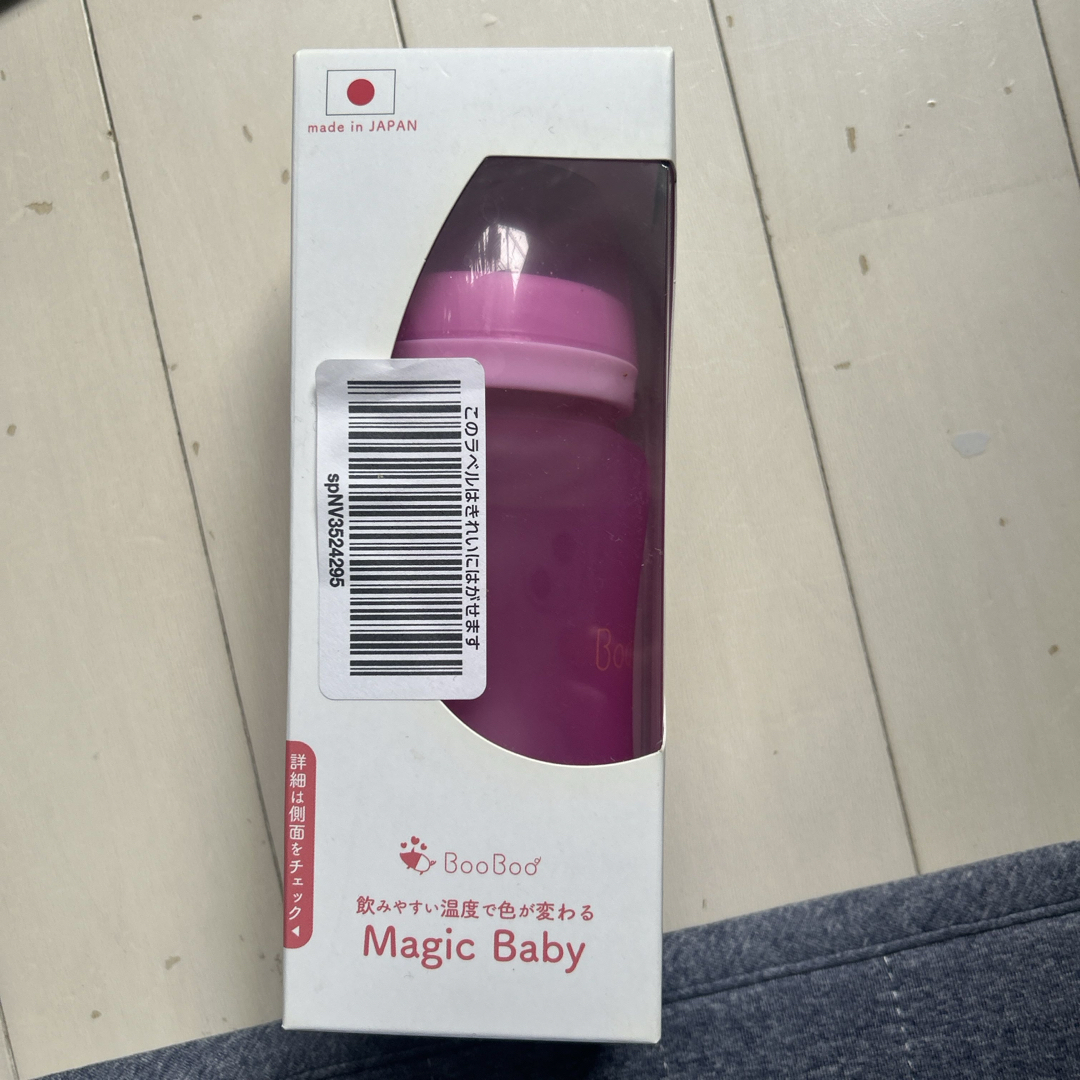 made in JAPAN
このラベルはきれいにはがせます
spNV3524295
詳細は側面をチェック◀
BooBoo
飲みやすい温度で色が変わる
Magic Baby